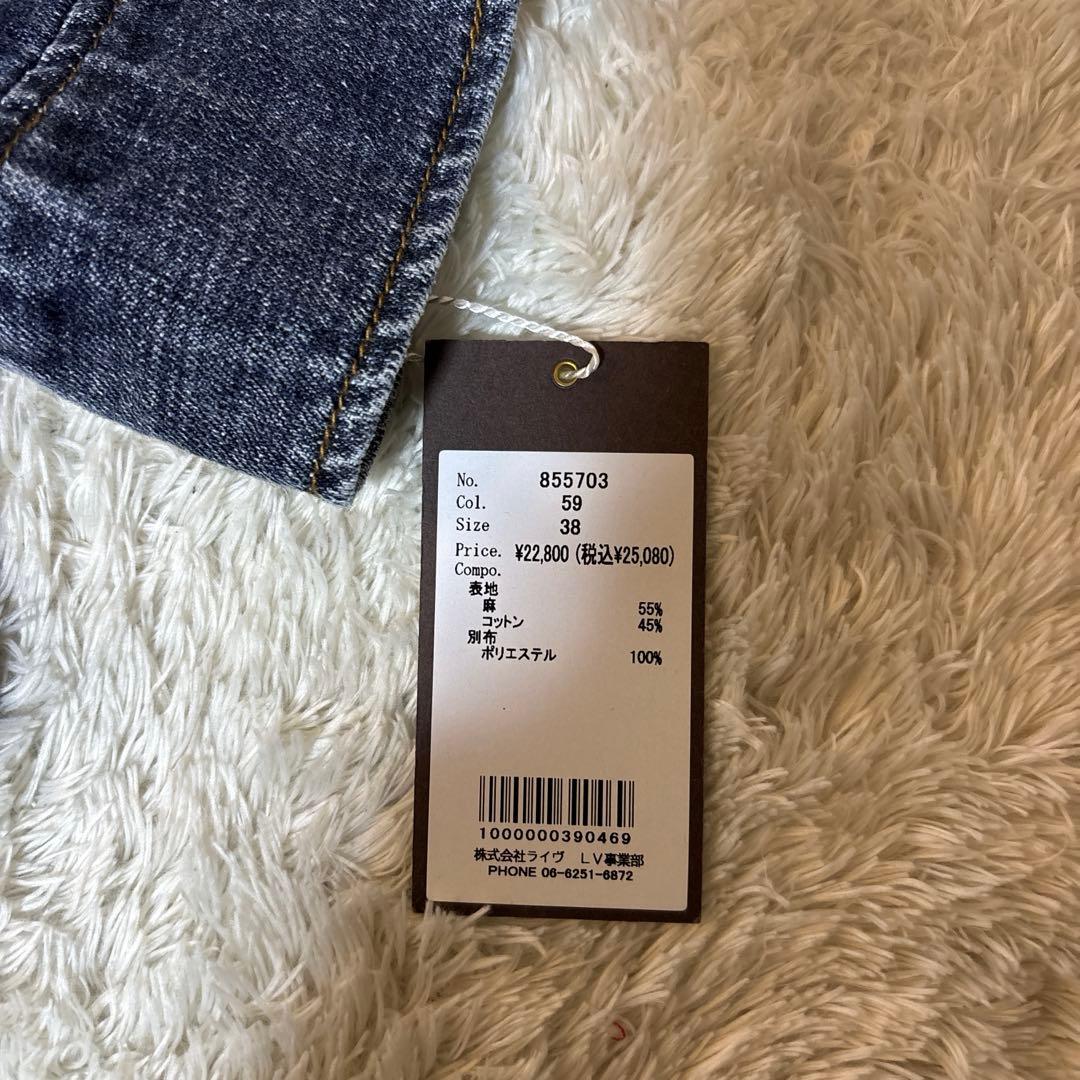 No. 855703
Col. 59
Size 38
Price. ¥22,800 (税込¥25,080)
Compo.
表地
麻 55%
コットン 45%
別布
ポリエステル 100%
1000000390469
株式会社ライヴ ＬＶ事業部
PHONE 06-6251-6872